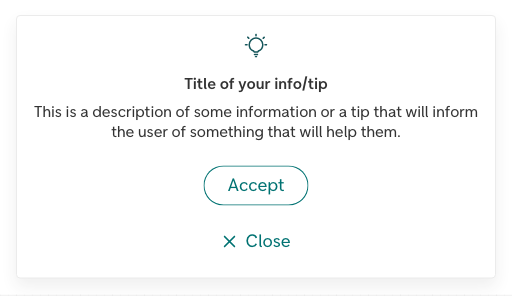 Title of your info/tip
This is a description of some information or a tip that will inform
the user of something that will help them.
Accept
Close